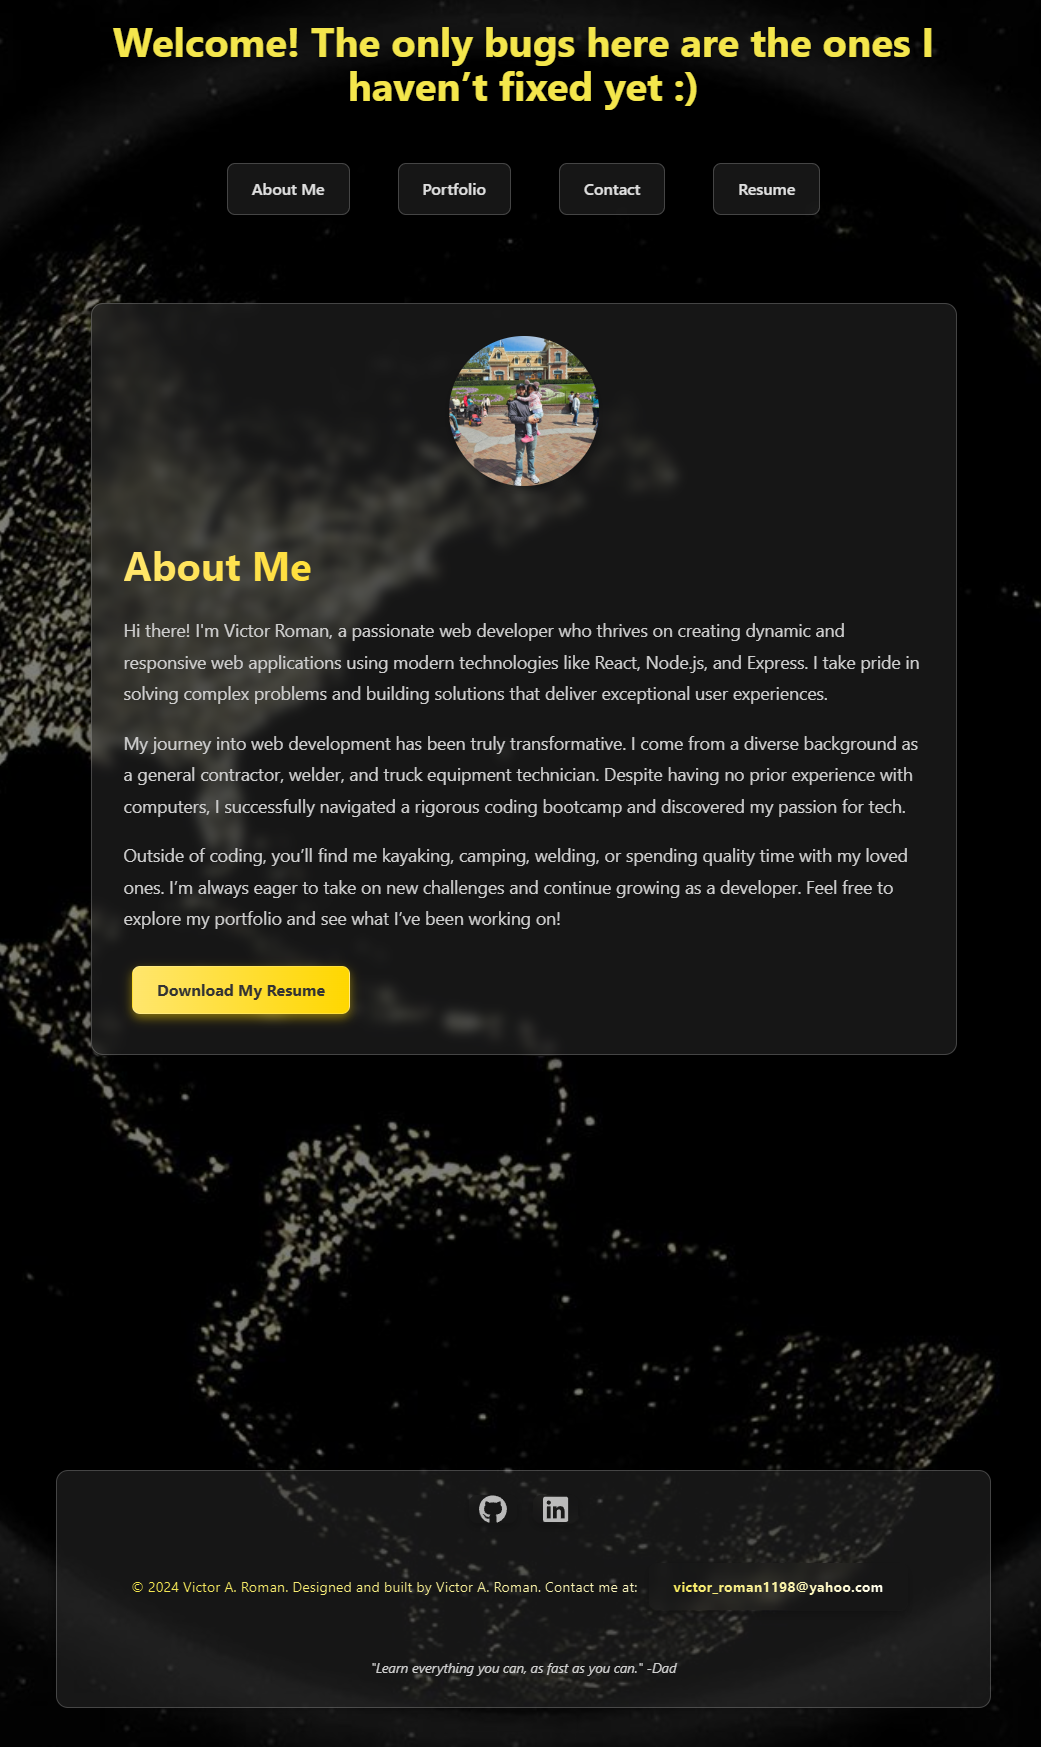 Welcome! The only bugs here are the ones I
haven’t fixed yet :)
About Me
Portfolio
Contact
Resume
About Me
Hi there! I'm Victor Roman, a passionate web developer who thrives on creating dynamic and
responsive web applications using modern technologies like React, Node.js, and Express. I take pride in
solving complex problems and building solutions that deliver exceptional user experiences.
My journey into web development has been truly transformative. I come from a diverse background as
a general contractor, welder, and truck equipment technician. Despite having no prior experience with
computers, I successfully navigated a rigorous coding bootcamp and discovered my passion for tech.
Outside of coding, you’ll find me kayaking, camping, welding, or spending quality time with my loved
ones. I’m always eager to take on new challenges and continue growing as a developer. Feel free to
explore my portfolio and see what I’ve been working on!
Download My Resume
in
© 2024 Victor A. Roman. Designed and built by Victor A. Roman. Contact me at: victor_roman1198@yahoo.com
"Learn everything you can, as fast as you can." -Dad